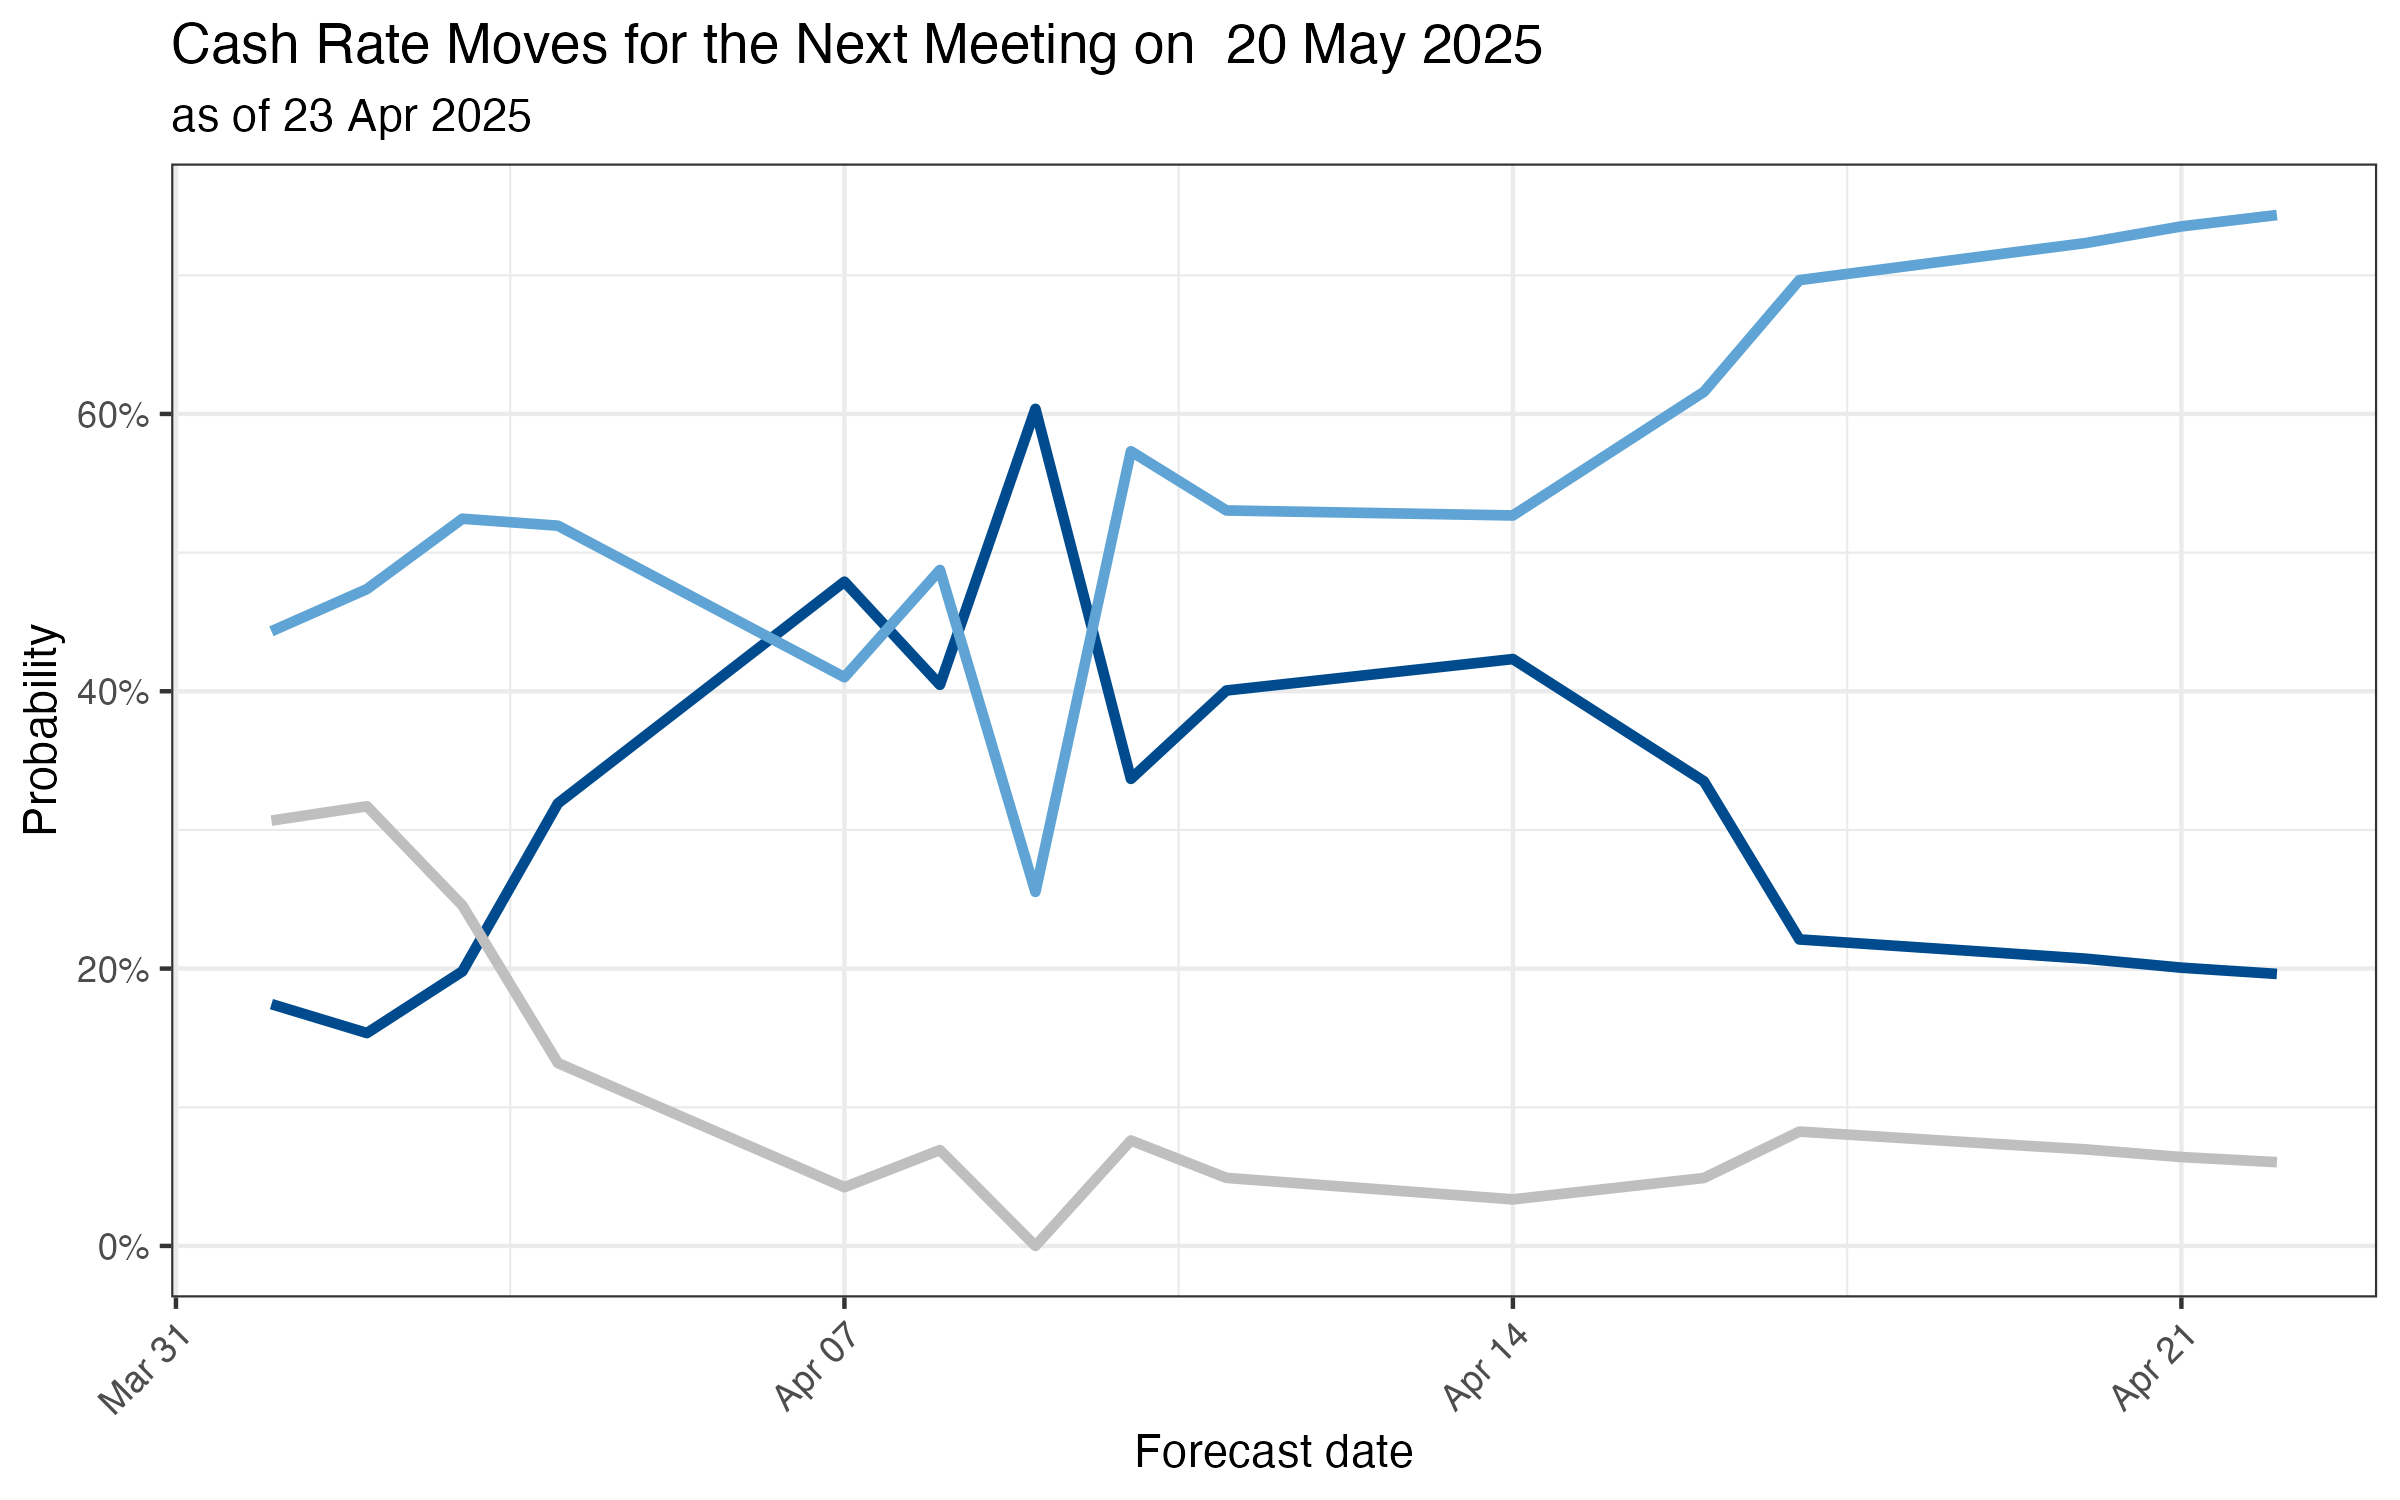 Cash Rate Moves for the Next Meeting on  20 May 2025
as of 23 Apr 2025
Probability
60%
40%
20%
0%
Mar 31
Apr 07
Apr 14
Apr 21
Forecast date